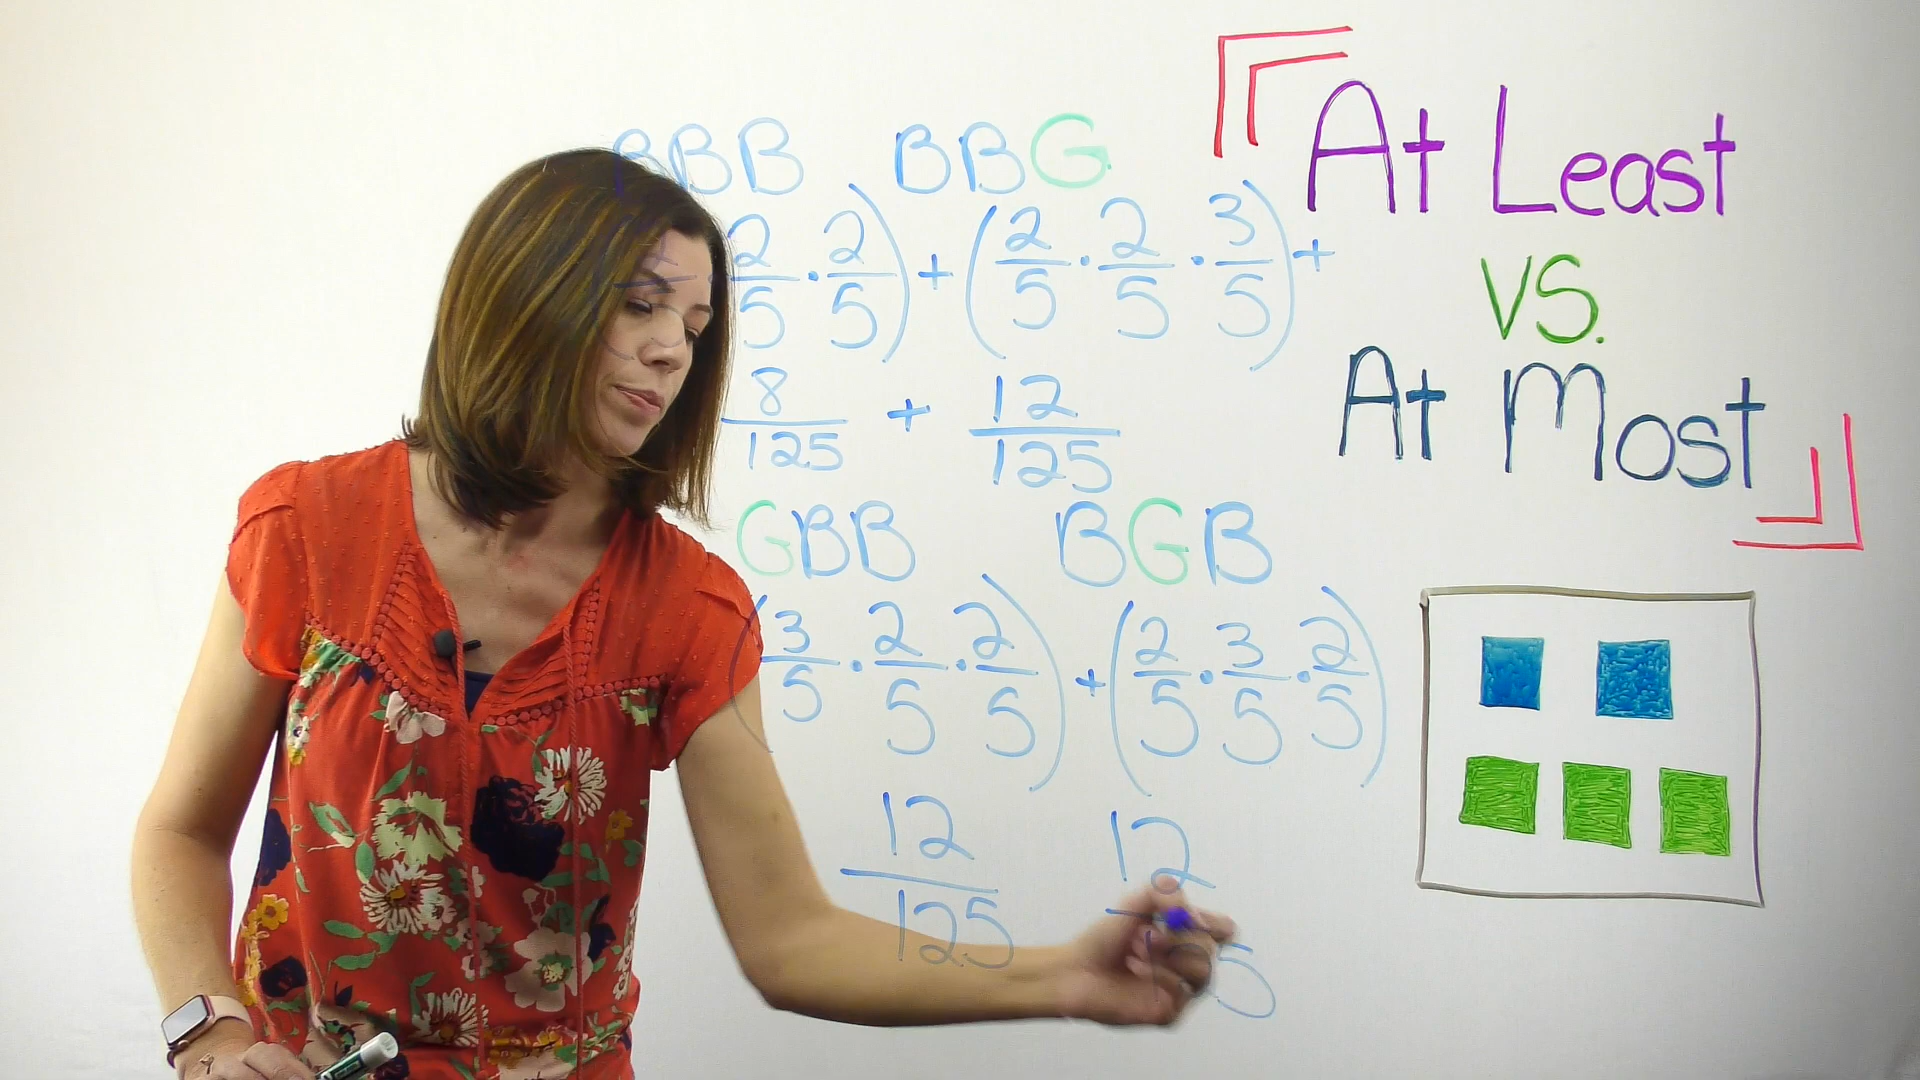 BBB BBG
2/5 · 2/5) + (2/5 · 2/5 · 3/5) +
8/125 + 12/125
GBB BGB
(3/5 · 2/5 · 2/5) + (2/5 · 3/5 · 2/5)
12/125 12/125
At Least
vs.
At Most